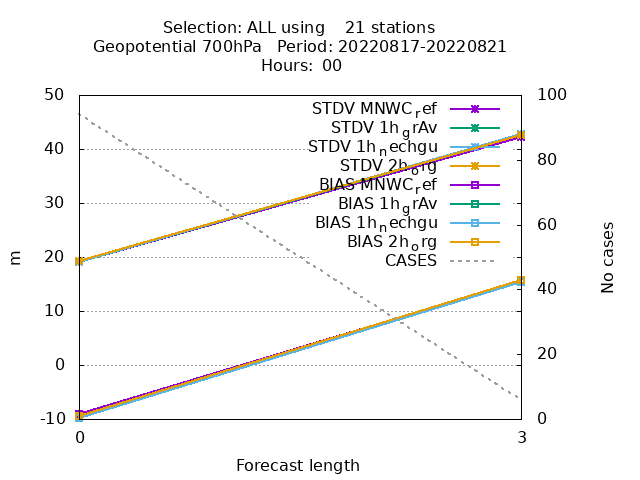 Selection: ALL using    21 stations
Geopotential 700hPa   Period: 20220817-20220821
Hours: 00
50
40
30
20
10
0
-10
m
100
80
60
40
20
0
No cases
STDV MNWC_ref
STDV 1h_grAv
STDV 1h_nechgu
STDV 2h_org
BIAS MNWC_ref
BIAS 1h_grAv
BIAS 1h_nechgu
BIAS 2h_org
CASES
0
3
Forecast length